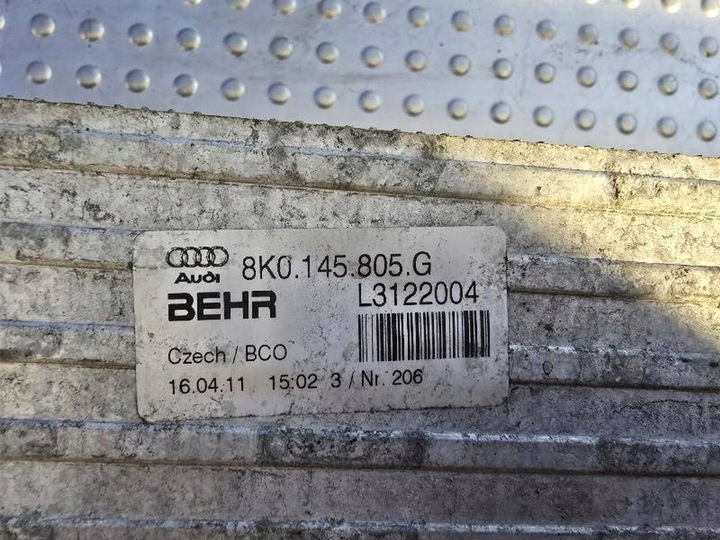 Audi 8K0.145.805.G
BEHR L3122004
Czech / BCO
16.04.11 15:02 3 / Nr. 206